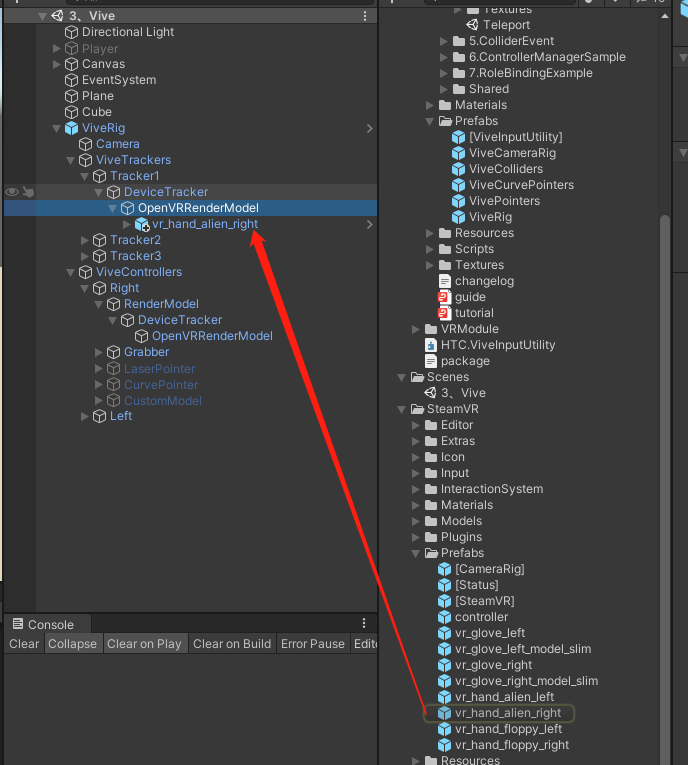 3、Vive
Directional Light
Player
Canvas
EventSystem
Plane
Cube
ViveRig
Camera
ViveTrackers
Tracker1
DeviceTracker
OpenVRRenderModel
vr_hand_alien_right
Tracker2
Tracker3
ViveControllers
Right
RenderModel
DeviceTracker
OpenVRRenderModel
Grabber
LaserPointer
CurvePointer
CustomModel
Left
Console
Clear
Collapse
Clear on Play
Clear on Build
Error Pause
Edit
Textures
Teleport
5.ColliderEvent
6.ControllerManagerSample
7.RoleBindingExample
Shared
Materials
Prefabs
[ViveInputUtility]
ViveCameraRig
ViveColliders
ViveCurvePointers
VivePointers
ViveRig
Resources
Scripts
Textures
changelog
guide
tutorial
VRModule
HTC.ViveInputUtility
package
Scenes
3、Vive
SteamVR
Editor
Extras
Icon
Input
InteractionSystem
Materials
Models
Plugins
Prefabs
[CameraRig]
[Status]
[SteamVR]
controller
vr_glove_left
vr_glove_left_model_slim
vr_glove_right
vr_glove_right_model_slim
vr_hand_alien_left
vr_hand_alien_right
vr_hand_floppy_left
vr_hand_floppy_right
Resources